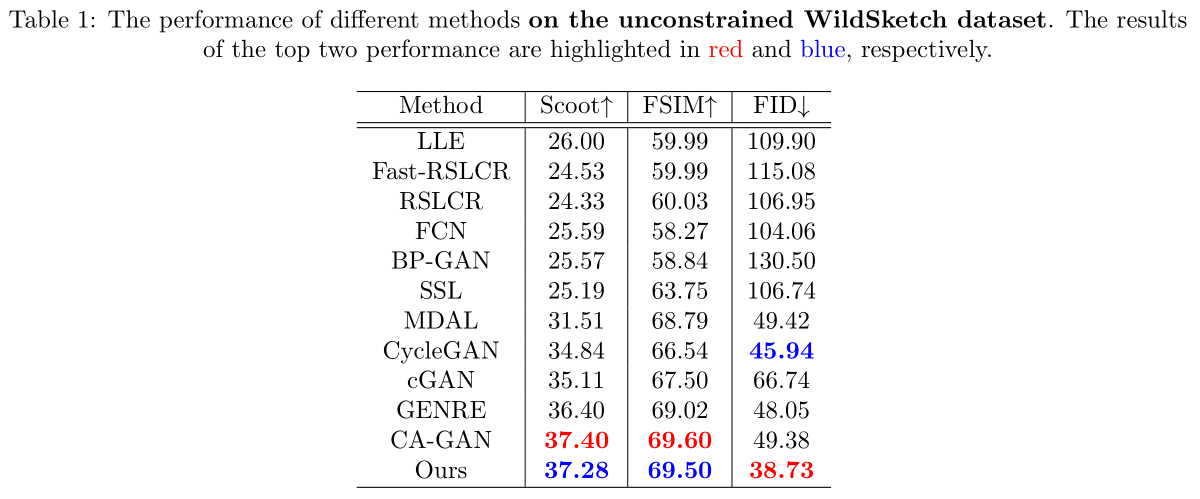 Table 1: The performance of different methods on the unconstrained WildSketch dataset. The results
of the top two performance are highlighted in red and blue, respectively.
Method Scoot↑ FSIM↑ FID↓
LLE 26.00 59.99 109.90
Fast-RSLCR 24.53 59.99 115.08
RSLCR 24.33 60.03 106.95
FCN 25.59 58.27 104.06
BP-GAN 25.57 58.84 130.50
SSL 25.19 63.75 106.74
MDAL 31.51 68.79 49.42
CycleGAN 34.84 66.54 45.94
cGAN 35.11 67.50 66.74
GENRE 36.40 69.02 48.05
CA-GAN 37.40 69.60 49.38
Ours 37.28 69.50 38.73